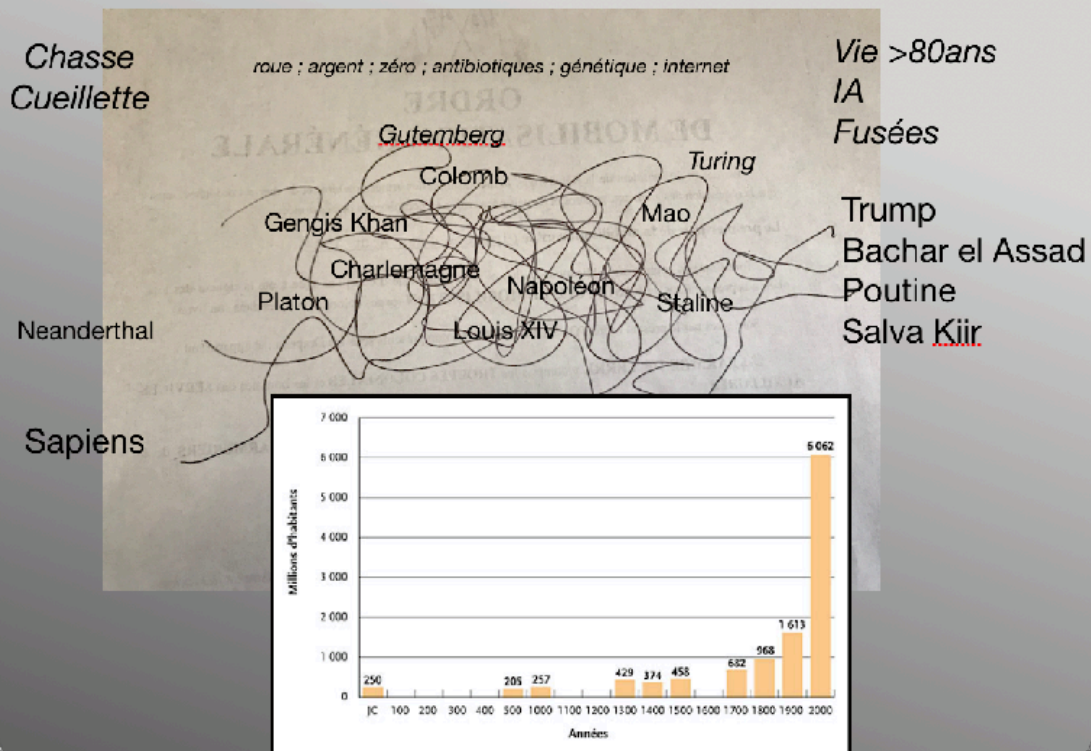 Chasse
Cueillette
roue ; argent ; zéro ; antibiotiques ; génétique ; internet
Vie >80ans
IA
Fusées
ORDRE
DE MOBILISATION GÉNÉRALE
Gutemberg
Colomb
Turing
Gengis Khan
Mao
Charlemagne
Platon
Napoléon
Staline
Louis XIV
Trump
Bachar el Assad
Poutine
Salva Kiir
Neanderthal
Sapiens
Millions d'habitants
7 000
6 000
5 000
4 000
3 000
2 000
1 000
0
250
205
257
429
374
458
682
968
1 613
6 062
JC 100 200 300 400 500 1000 1100 1200 1300 1400 1500 1600 1700 1800 1900 2000
Années